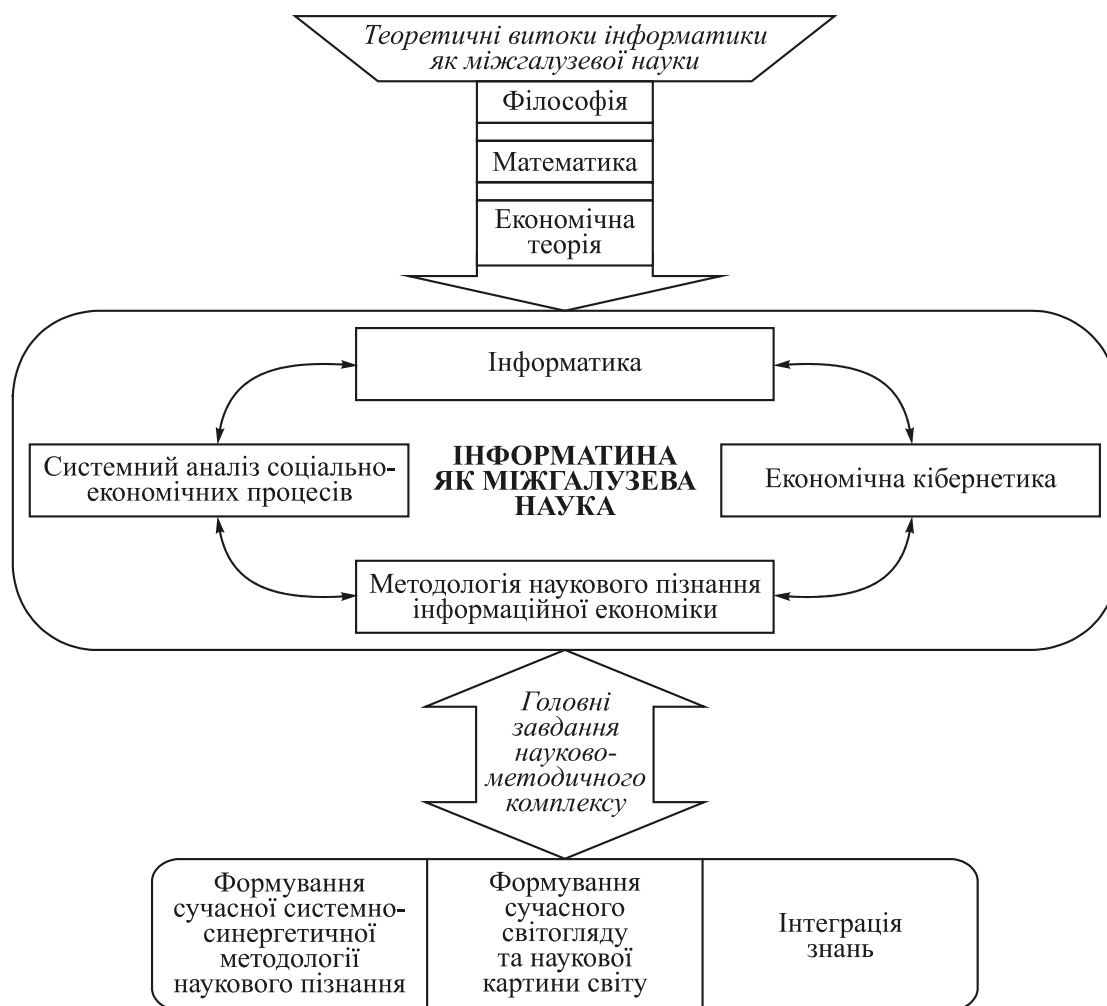 Теоретичні витоки інформатики
як міжгалузевої науки
Філософія
Математика
Економічна
теорія
Інформатика
Системний аналіз соціально-
економічних процесів
ІНФОРМАТИНА
ЯК МІЖГАЛУЗЕВА
НАУКА
Економічна кібернетика
Методологія наукового пізнання
інформаційної економіки
Головні
завдання
науково-
методичного
комплексу
Формування
сучасної системно-
синергетичної
методології
наукового пізнання
Формування
сучасного
світогляду
та наукової
картини світу
Інтеграція
знань